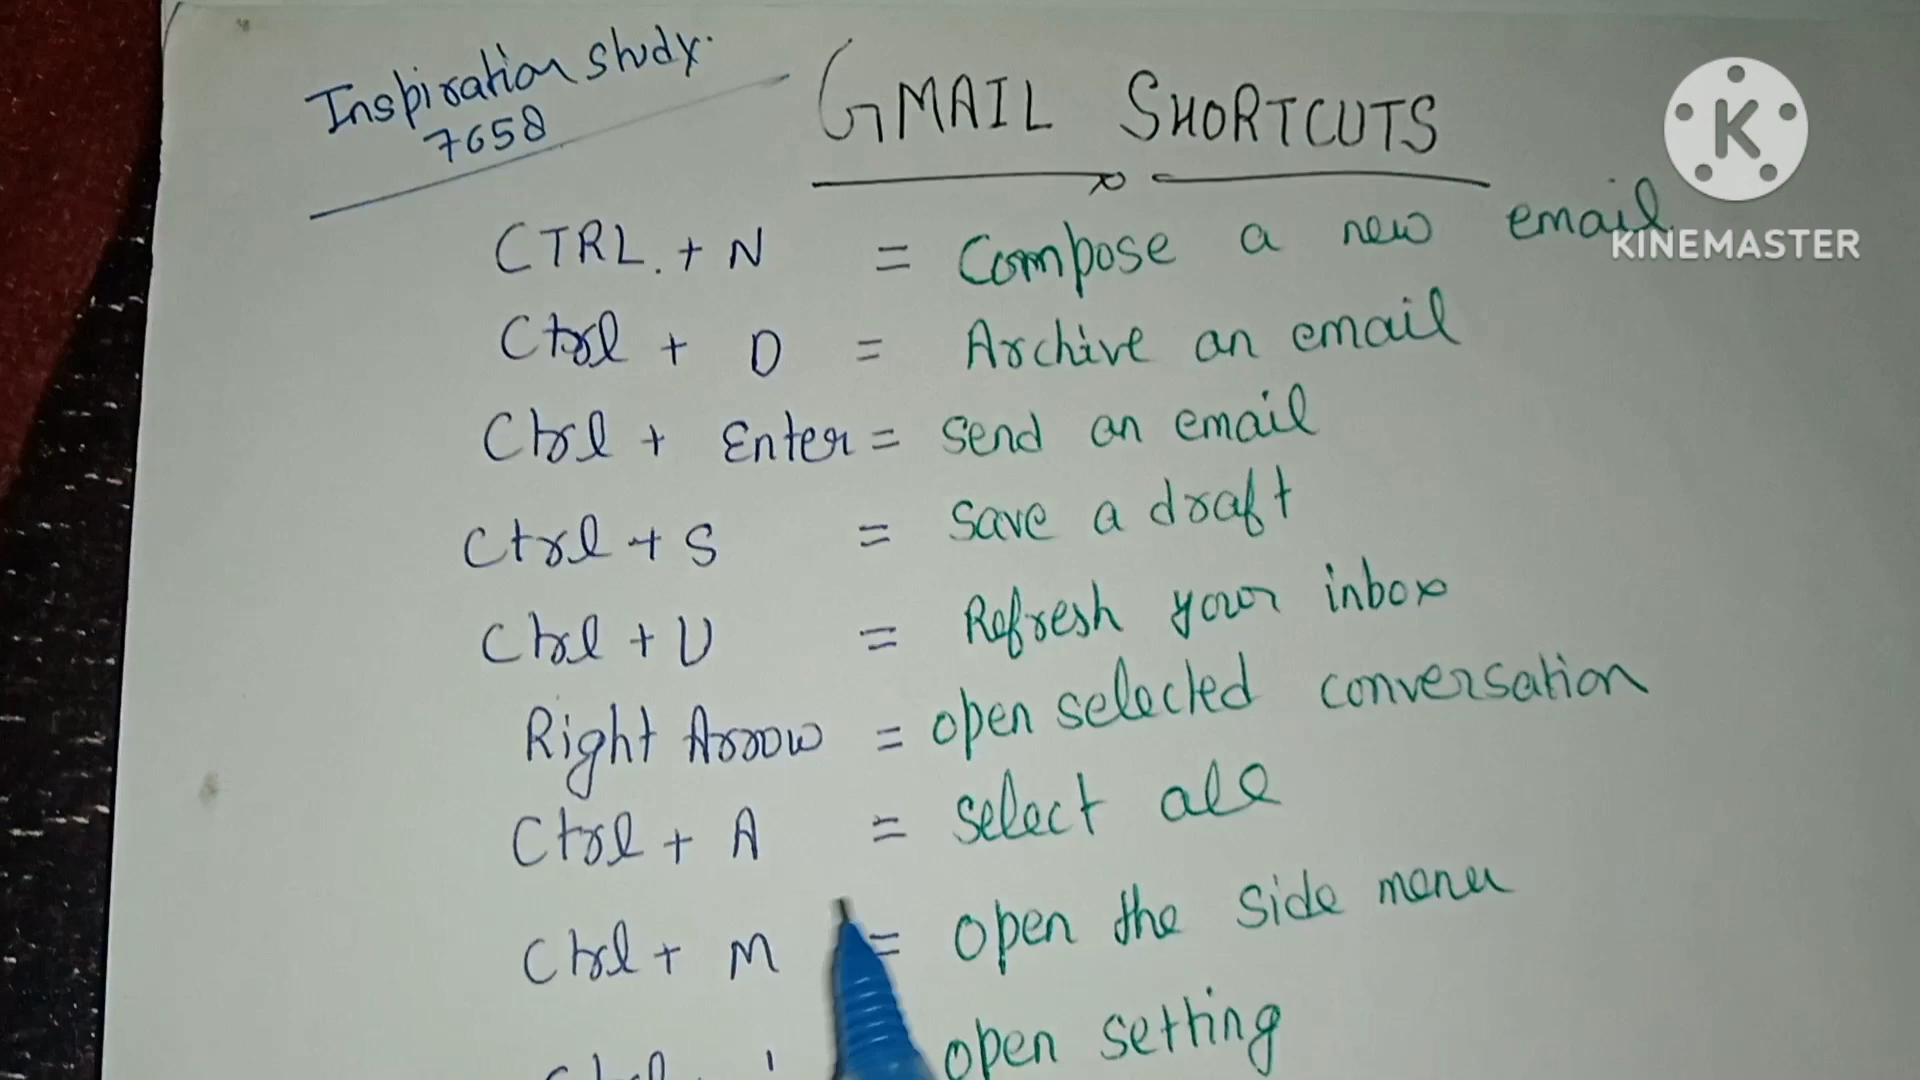 Inspiration study.
7658
GMAIL SHORTCUTS
K
KINEMASTER
CTRL. + N = Compose a new email
Ctrl + D = Archive an email
Ctrl + Enter = Send an email
Ctrl + S = Save a draft
Ctrl + U = Refresh your inbox
Right Arrow = open selected conversation
Ctrl + A = select all
Ctrl + M = open the side menu
Ctrl open setting